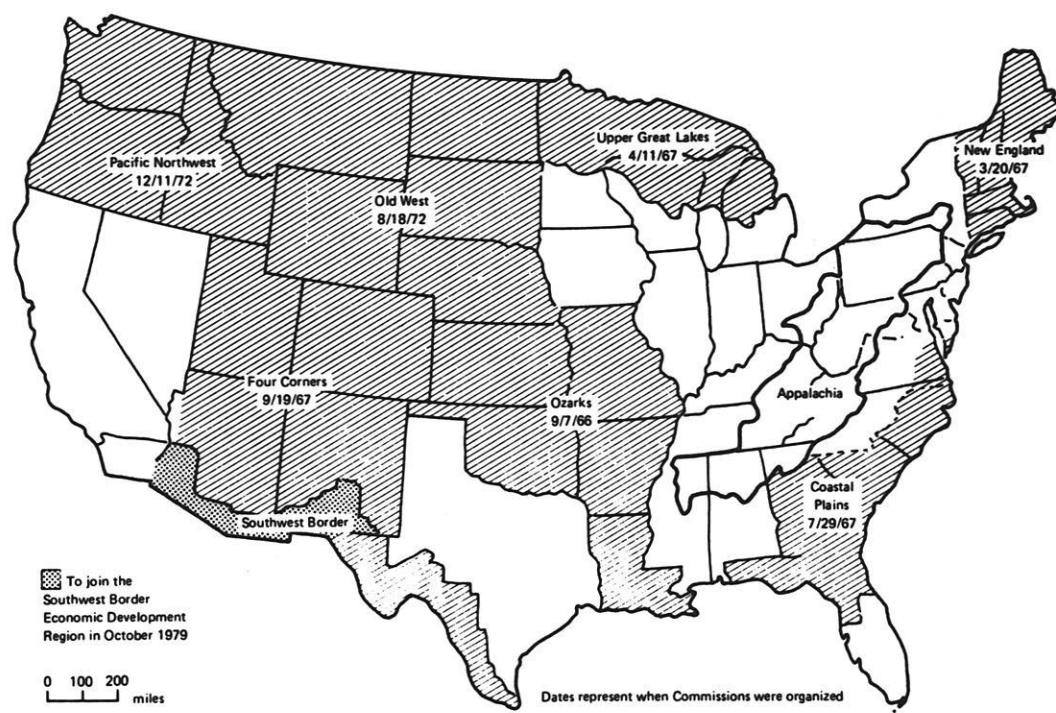 Upper Great Lakes
4/11/67
New England
3/20/67
Pacific Northwest
12/11/72
Old West
8/18/72
Four Corners
9/19/67
Ozarks
9/7/66
Appalachia
Coastal
Plains
7/29/67
Southwest Border
To join the
Southwest Border
Economic Development
Region in October 1979
0 100 200
miles
Dates represent when Commissions were organized